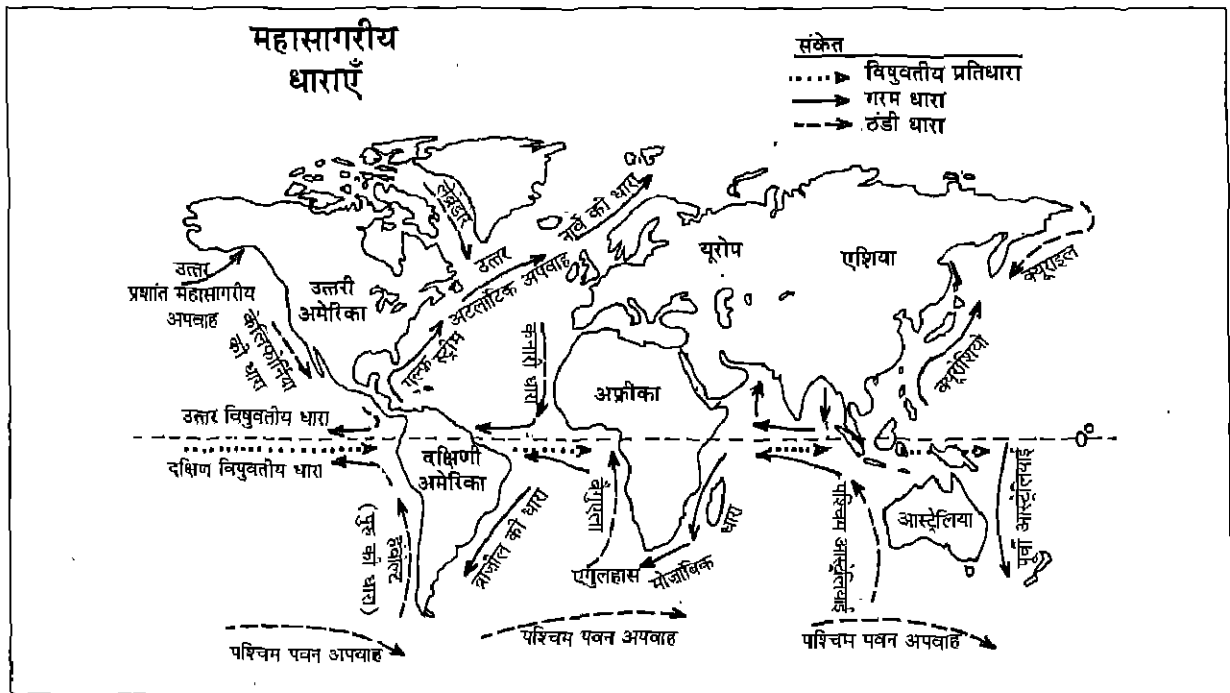 महासागरीय
धाराएँ
संकेत
विषुवतीय प्रतिधारा
गरम धारा
ठंडी धारा
लैब्रेडोर
नार्वे की धारा
उत्तर
अटलांटिक अपवाह
यूरोप
एशिया
क्यूराइल
उत्तर
प्रशांत महासागरीय
अपवाह
उत्तरी
अमेरिका
केलिफोर्निया
की धारा
गल्फ स्ट्रीम
कनारी धारा
अफ्रीका
क्यूरोशियो
उत्तर विषुवतीय धारा
0°
दक्षिण विषुवतीय धारा
दक्षिणी
अमेरिका
हंबोल्ट
(पुरु की धारा)
ब्राज़ील की धारा
बेंगुएला
एगुलहास
मोज़ांबिक
धारा
पश्चिम आस्ट्रेलियाई
आस्ट्रेलिया
पूर्वी आस्ट्रेलियाई
पश्चिम पवन अपवाह
पश्चिम पवन अपवाह
पश्चिम पवन अपवाह